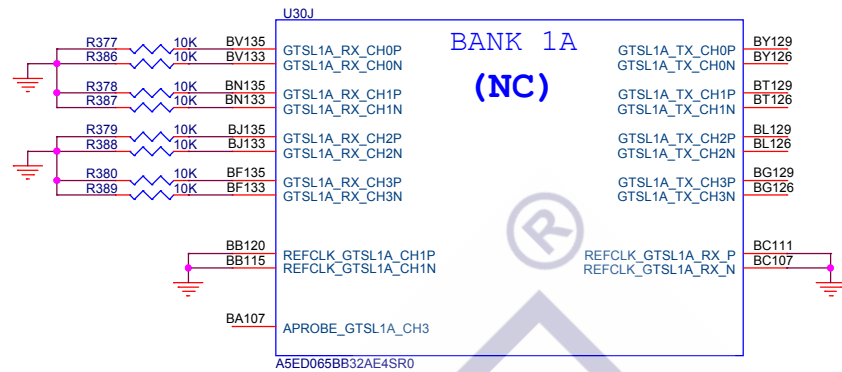 U30J
BANK 1A
(NC)
R377 10K BV135 GTSL1A_RX_CH0P GTSL1A_TX_CH0P BY129
R386 10K BV133 GTSL1A_RX_CH0N GTSL1A_TX_CH0N BY126
R378 10K BN135 GTSL1A_RX_CH1P GTSL1A_TX_CH1P BT129
R387 10K BN133 GTSL1A_RX_CH1N GTSL1A_TX_CH1N BT126
R379 10K BJ135 GTSL1A_RX_CH2P GTSL1A_TX_CH2P BL129
R388 10K BJ133 GTSL1A_RX_CH2N GTSL1A_TX_CH2N BL126
R380 10K BF135 GTSL1A_RX_CH3P GTSL1A_TX_CH3P BG129
R389 10K BF133 GTSL1A_RX_CH3N GTSL1A_TX_CH3N BG126
®
BB120 REFCLK_GTSL1A_CH1P REFCLK_GTSL1A_RX_P BC111
BB115 REFCLK_GTSL1A_CH1N REFCLK_GTSL1A_RX_N BC107
BA107 APROBE_GTSL1A_CH3
A5ED065BB32AE4SR0